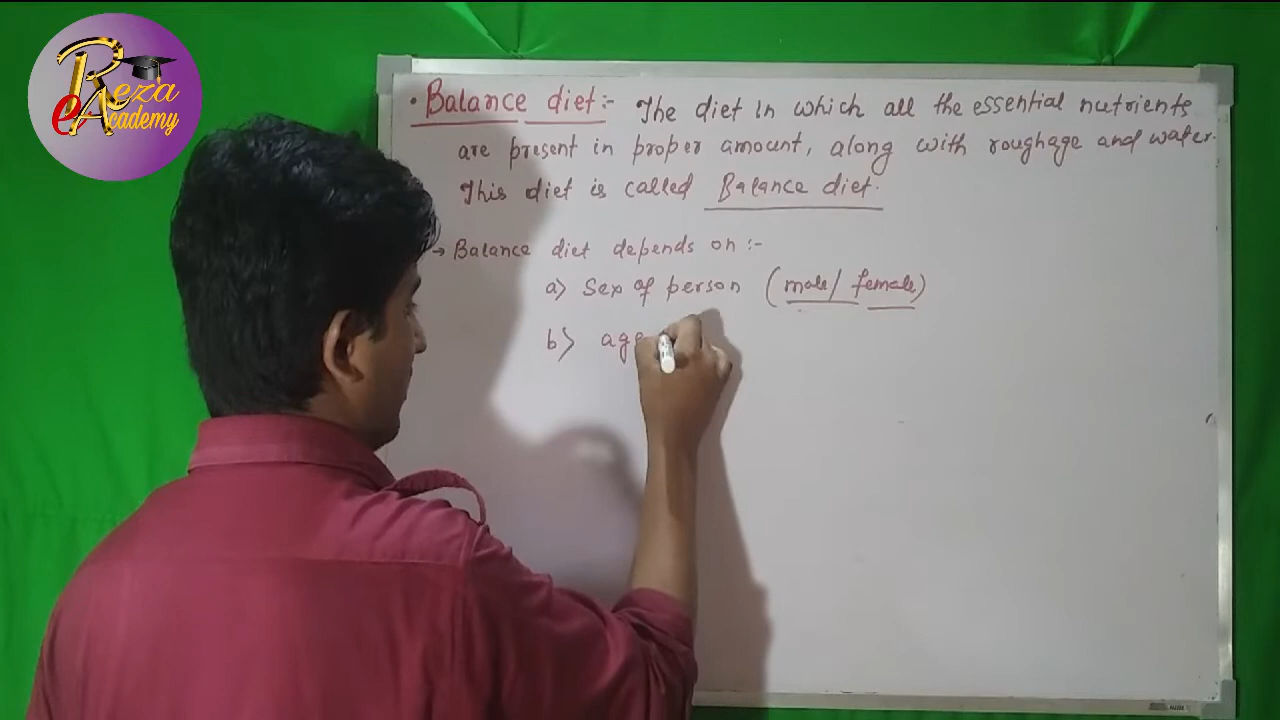 Reza
eAcademy
• Balance diet :- The diet in which all the essential nutrients
are present in proper amount, along with roughage and water.
This diet is called Balance diet.
→ Balance diet depends on :-
a) Sex of person (male/ female)
b) age